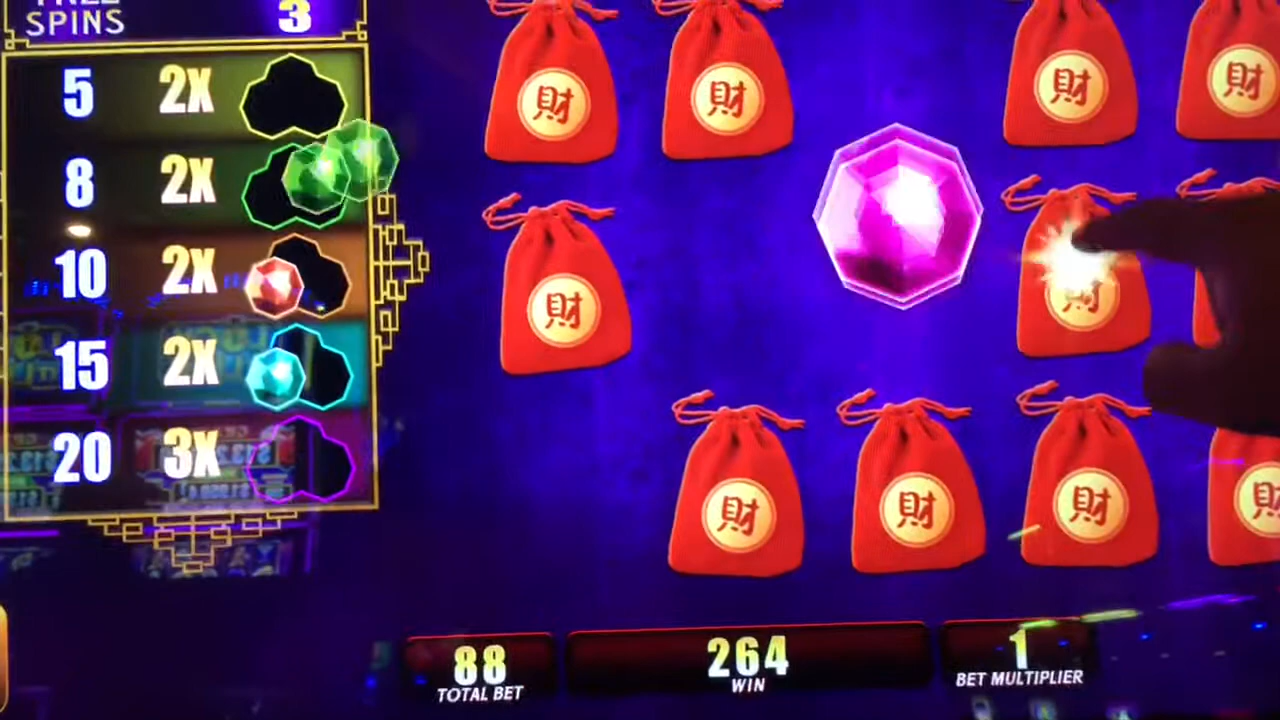 FREE
SPINS 3
5 2X
8 2X
10 2X
15 2X
20 3X
財
財
財
財
財
財
財
財
財
財
88
TOTAL BET
264
WIN
1
BET MULTIPLIER